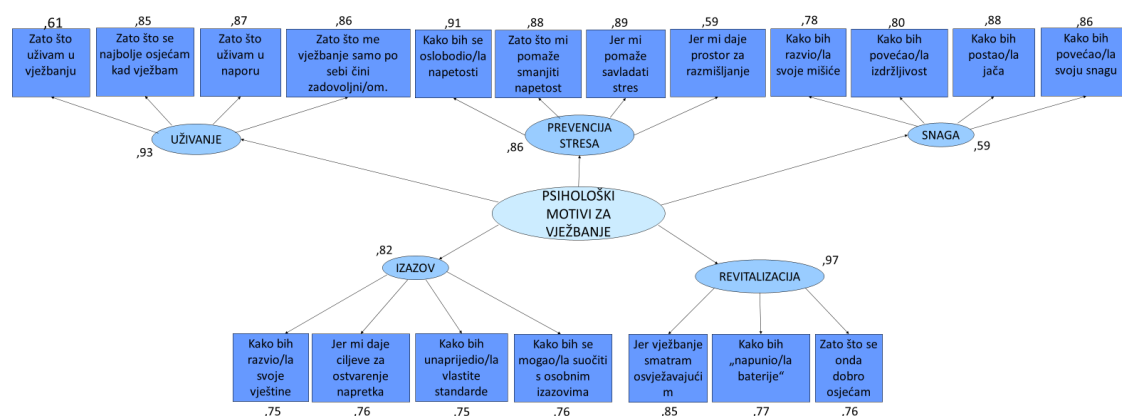 ,61
,85
,87
,86
,91
,88
,89
,59
,78
,80
,88
,86
Zato što
uživam u
vježbanju
Zato što se
najbolje osjećam
kad vježbam
Zato što
uživam u
naporu
Zato što me
vježbanje samo po
sebi čini
zadovoljni/om.
Kako bih se
oslobodio/la
napetosti
Zato što mi
pomaže
smanjiti
napetost
Jer mi
pomaže
savladati
stres
Jer mi daje
prostor za
razmišljanje
Kako bih
razvio/la
svoje mišiće
Kako bih
povećao/la
izdržljivost
Kako bih
postao/la
jača
Kako bih
povećao/la
svoju snagu
UŽIVANJE
,93
PREVENCIJA
STRESA
,86
SNAGA
,59
PSIHOLOŠKI
MOTIVI ZA
VJEŽBANJE
,82
IZAZOV
REVITALIZACIJA
,97
Kako bih
razvio/la
svoje
vještine
Jer mi daje
ciljeve za
ostvarenje
napretka
Kako bih
unaprijedio/la
vlastite
standarde
Kako bih se
mogao/la suočiti
s osobnim
izazovima
Jer vježbanje
smatram
osvježavajući
m
Kako bih
„napunio/la
baterije“
Zato što se
onda
dobro
osjećam
,75
,76
,75
,76
,85
,77
,76